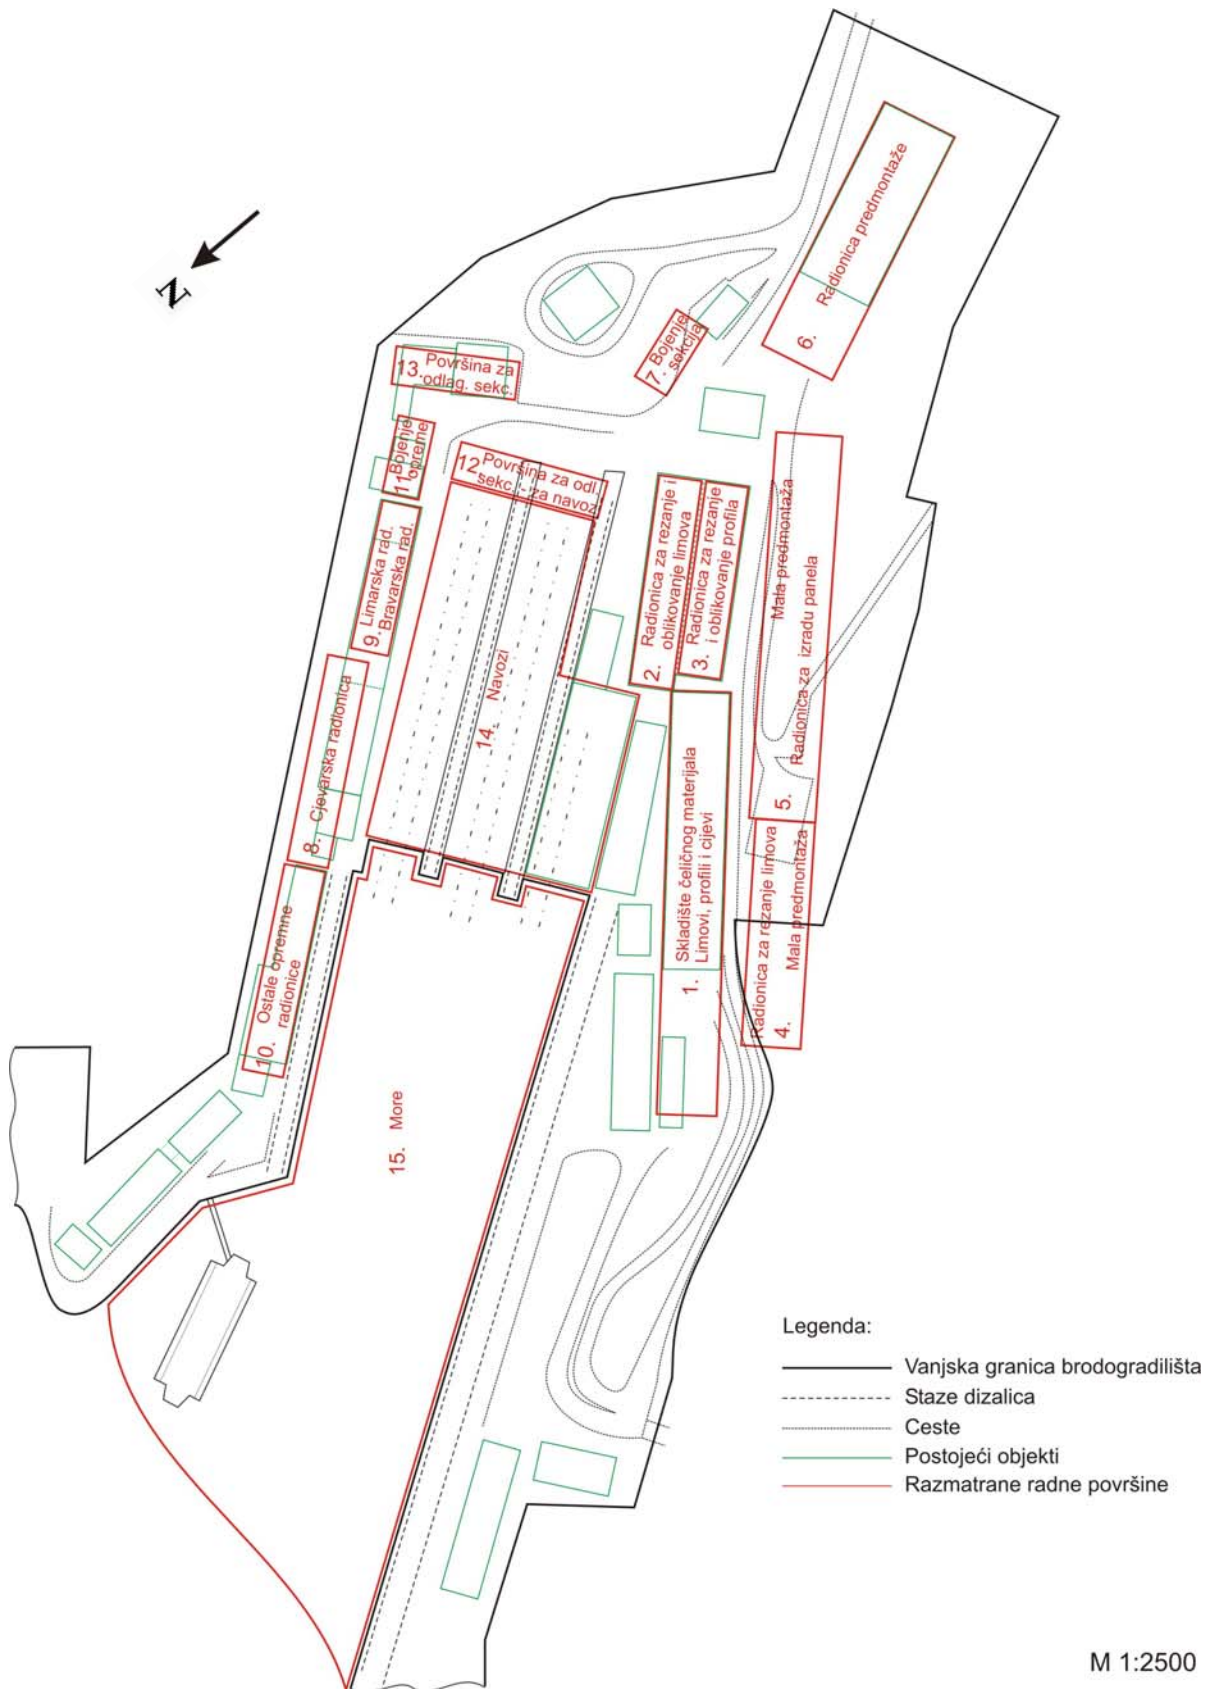 N
6. Radionica predmontaže
7. Bojenje
sekcija
13. Površina za
odlag. sekc.
11. Bojenje
opreme
12. Površina za odl.
sekc. - za navoz
9. Limarska rad.
Bravarska rad.
2. Radionica za rezanje i
oblikovanje limova
3. Radionica za rezanje
i oblikovanje profila
Mala predmontaža
5. Radionica za izradu panela
14. Navozi
8. Cjevarska radionica
1. Skladište čeličnog materijala
Limovi, profili i cijevi
Radionica za rezanje limova
4. Mala predmontaža
10. Ostale opremne
radionice
15. More
Legenda:
Vanjska granica brodogradilišta
Staze dizalica
Ceste
Postojeći objekti
Razmatrane radne površine
M 1:2500